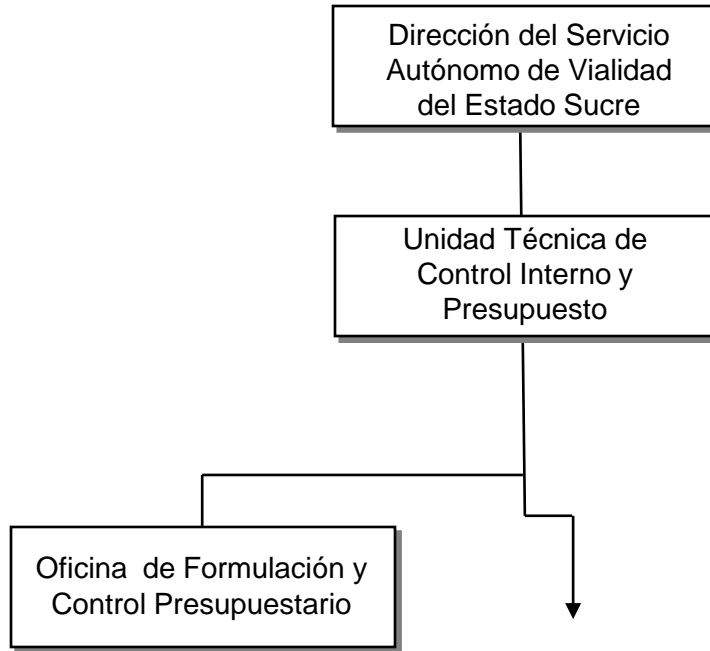 Dirección del Servicio
Autónomo de Vialidad
del Estado Sucre
Unidad Técnica de
Control Interno y
Presupuesto
Oficina de Formulación y
Control Presupuestario